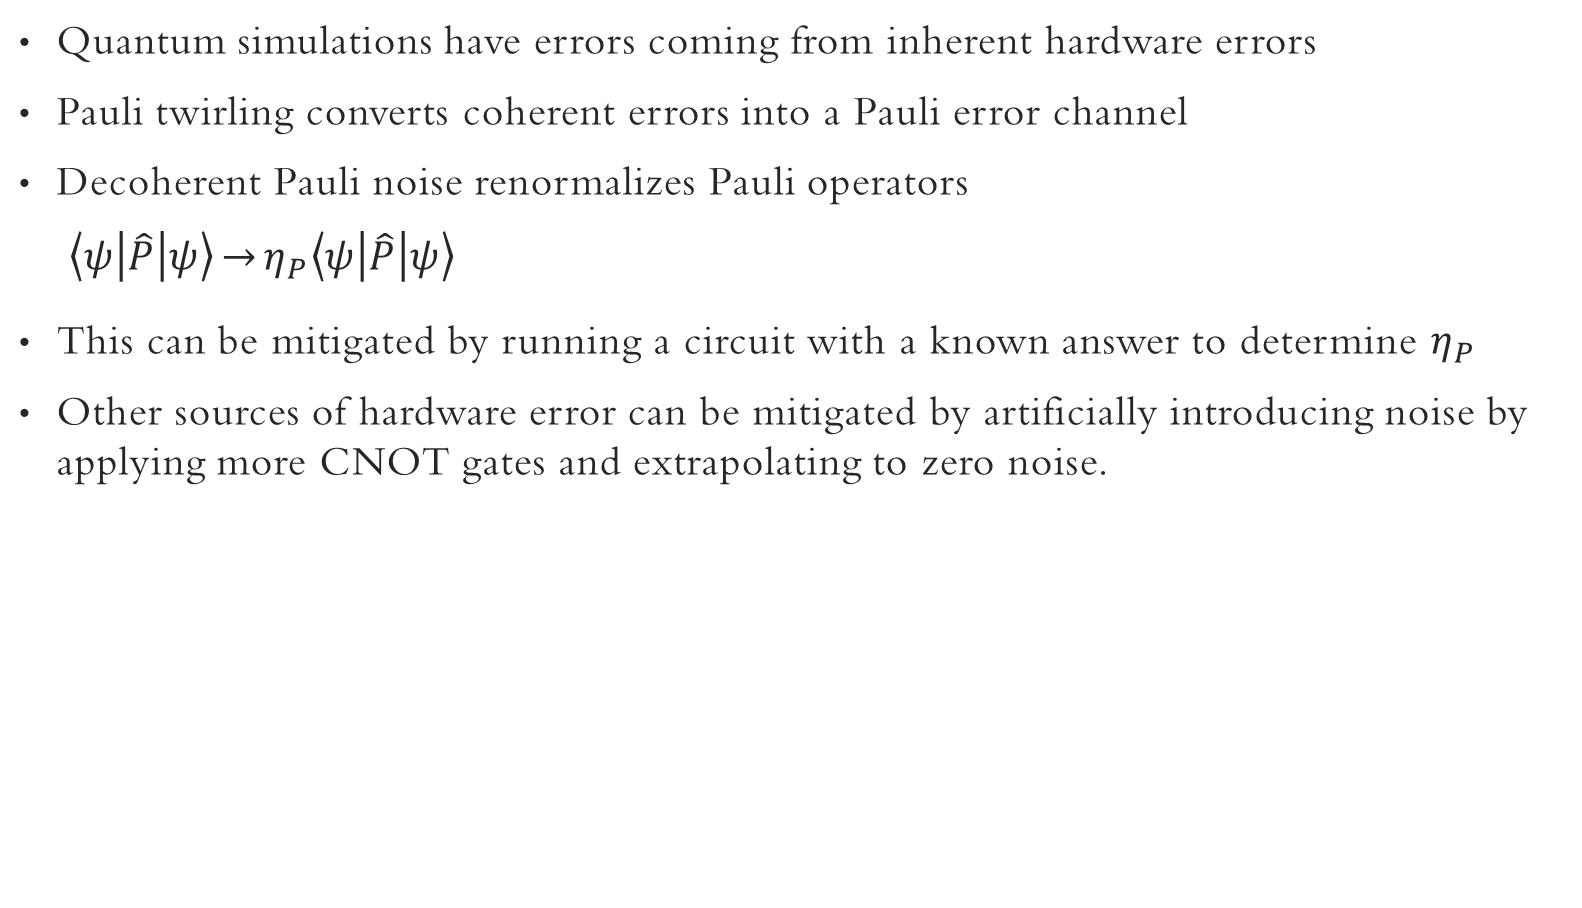 • Quantum simulations have errors coming from inherent hardware errors
• Pauli twirling converts coherent errors into a Pauli error channel
• Decoherent Pauli noise renormalizes Pauli operators
⟨ψ|P̂|ψ⟩ → η_P⟨ψ|P̂|ψ⟩
• This can be mitigated by running a circuit with a known answer to determine η_P
• Other sources of hardware error can be mitigated by artificially introducing noise by
applying more CNOT gates and extrapolating to zero noise.